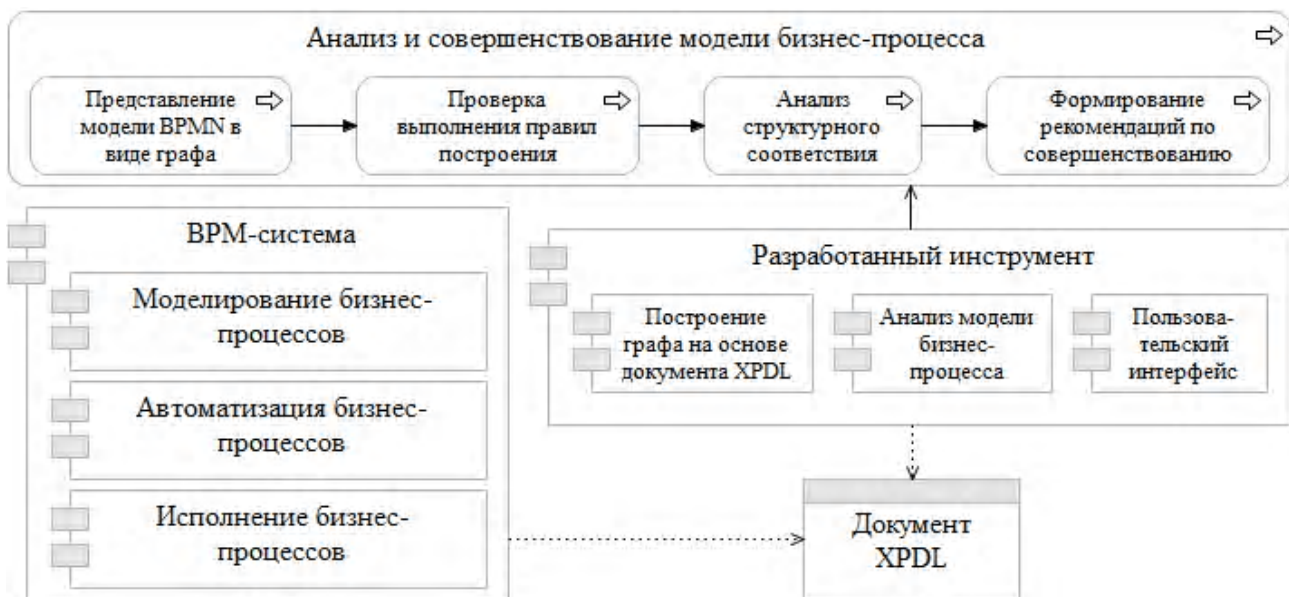 Анализ и совершенствование модели бизнес-процесса
Представление
модели BPMN в
виде графа
Проверка
выполнения правил
построения
Анализ
структурного
соответствия
Формирование
рекомендаций по
совершенствованию
BPM-система
Моделирование бизнес-
процессов
Автоматизация бизнес-
процессов
Исполнение бизнес-
процессов
Разработанный инструмент
Построение
графа на основе
документа XPDL
Анализ модели
бизнес-
процесса
Пользова-
тельский
интерфейс
Документ
XPDL